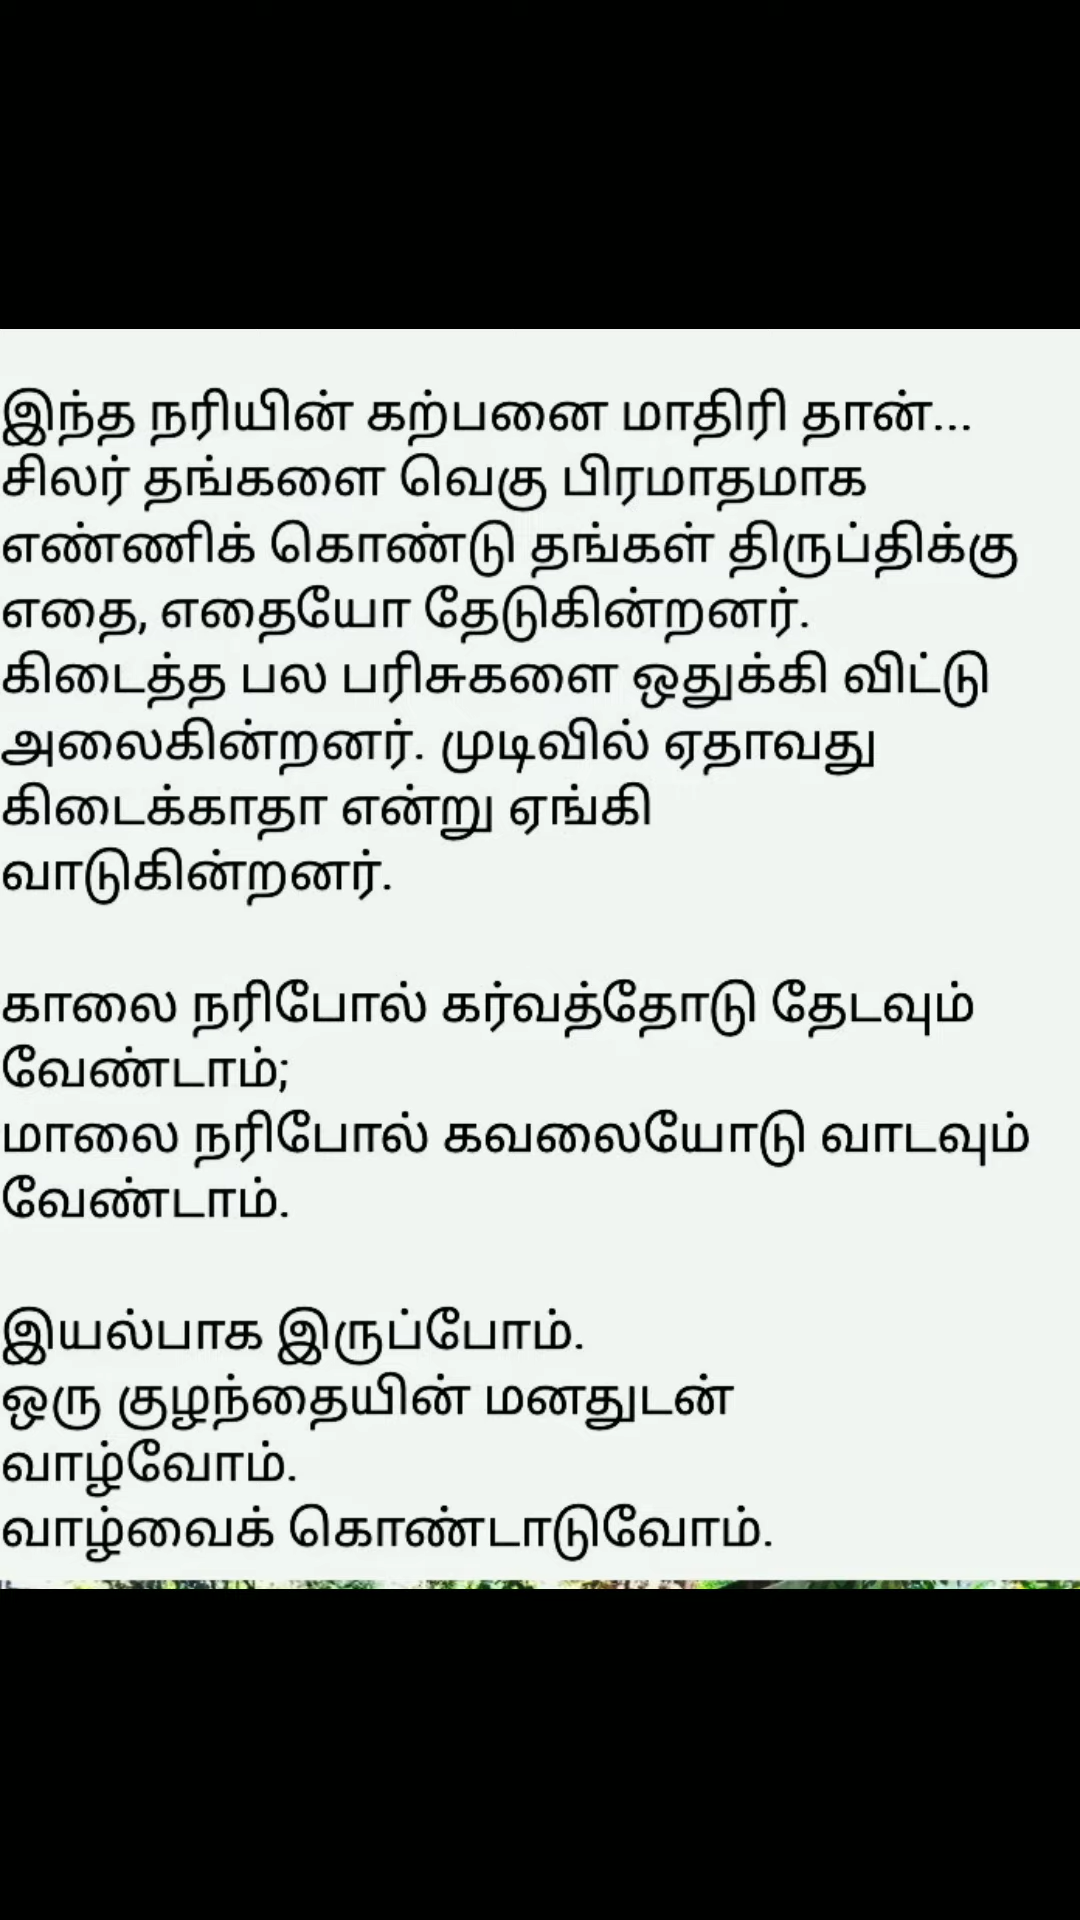 இந்த நரியின் கற்பனை மாதிரி தான்...
சிலர் தங்களை வெகு பிரமாதமாக
எண்ணிக் கொண்டு தங்கள் திருப்திக்கு
எதை, எதையோ தேடுகின்றனர்.
கிடைத்த பல பரிசுகளை ஒதுக்கி விட்டு
அலைகின்றனர். முடிவில் ஏதாவது
கிடைக்காதா என்று ஏங்கி
வாடுகின்றனர்.
காலை நரிபோல் கர்வத்தோடு தேடவும்
வேண்டாம்;
மாலை நரிபோல் கவலையோடு வாடவும்
வேண்டாம்.
இயல்பாக இருப்போம்.
ஒரு குழந்தையின் மனதுடன்
வாழ்வோம்.
வாழ்வைக் கொண்டாடுவோம்.